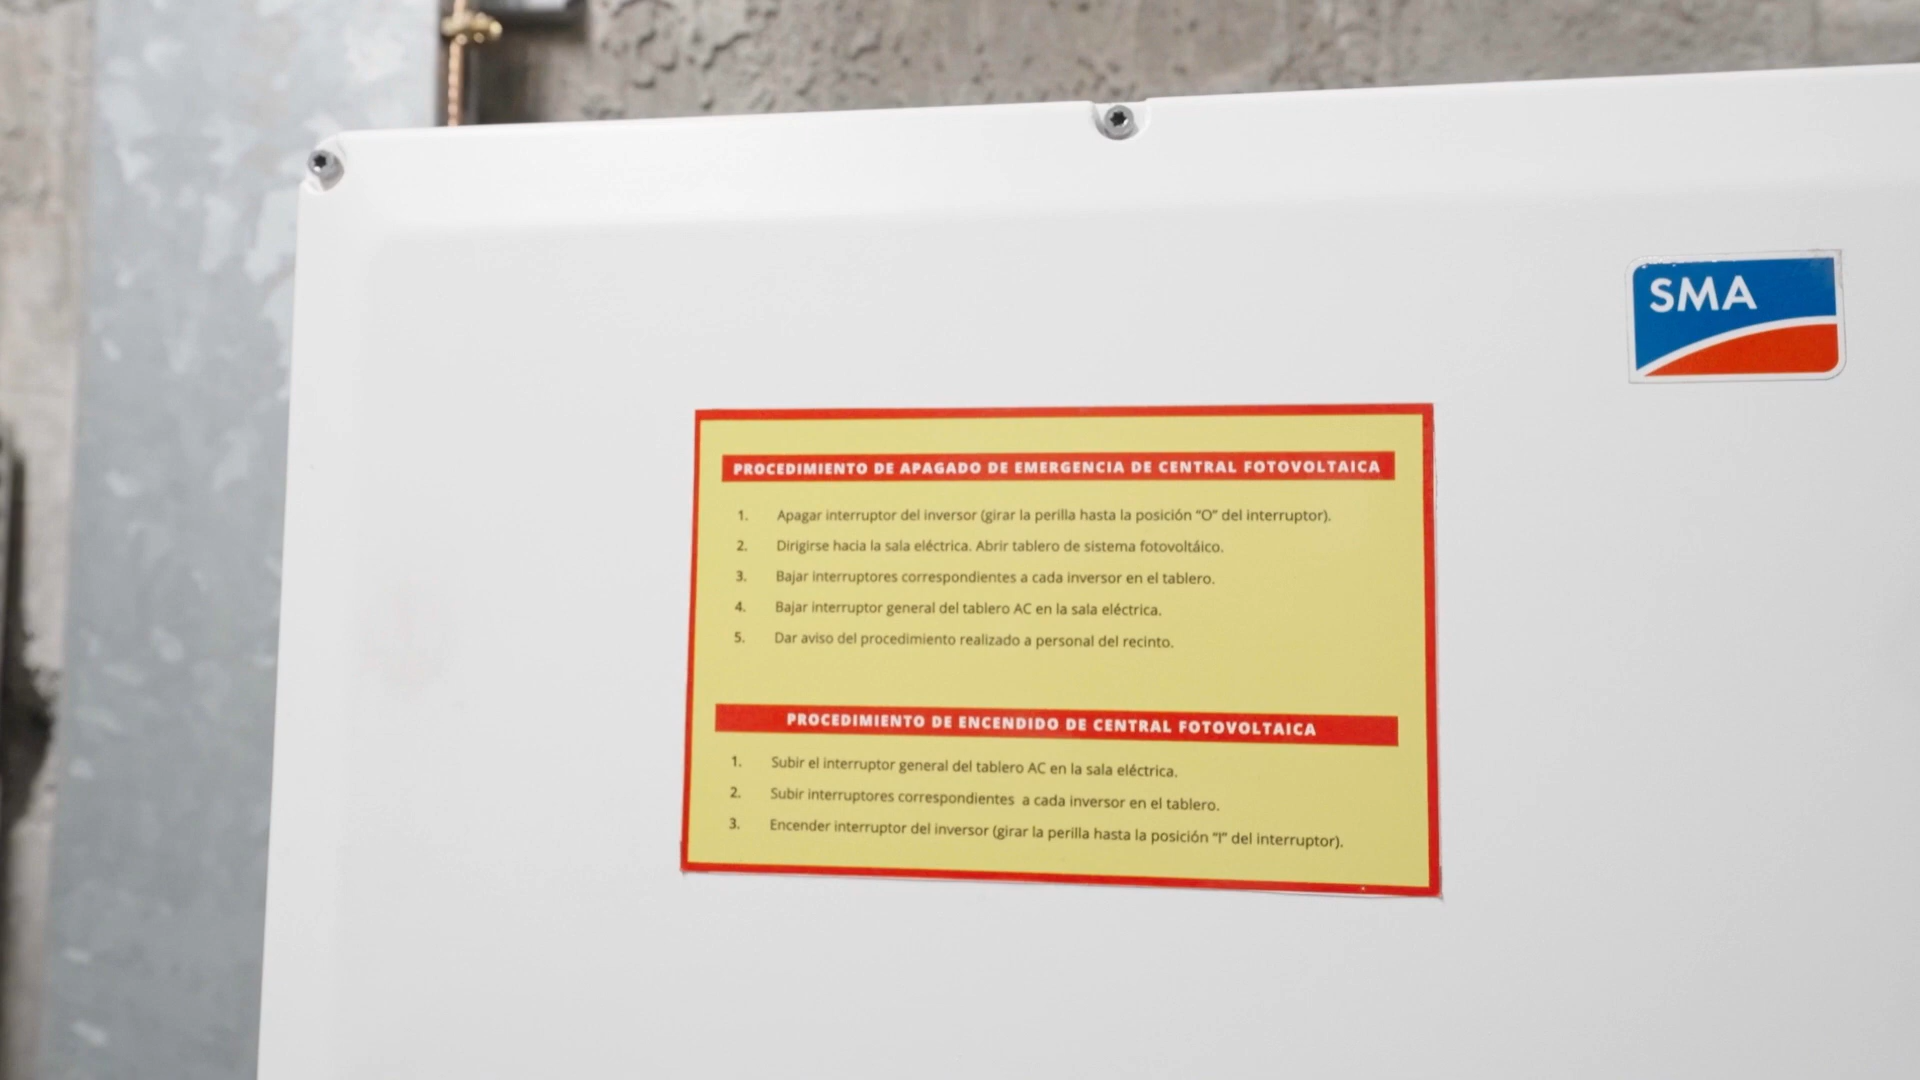 SMA
PROCEDIMIENTO DE APAGADO DE EMERGENCIA DE CENTRAL FOTOVOLTAICA
1. Apagar interruptor del inversor (girar la perilla hasta la posición “O” del interruptor).
2. Dirigirse hacia la sala eléctrica. Abrir tablero de sistema fotovoltáico.
3. Bajar interruptores correspondientes a cada inversor en el tablero.
4. Bajar interruptor general del tablero AC en la sala eléctrica.
5. Dar aviso del procedimiento realizado a personal del recinto.
PROCEDIMIENTO DE ENCENDIDO DE CENTRAL FOTOVOLTAICA
1. Subir el interruptor general del tablero AC en la sala eléctrica.
2. Subir interruptores correspondientes a cada inversor en el tablero.
3. Encender interruptor del inversor (girar la perilla hasta la posición “I” del interruptor).